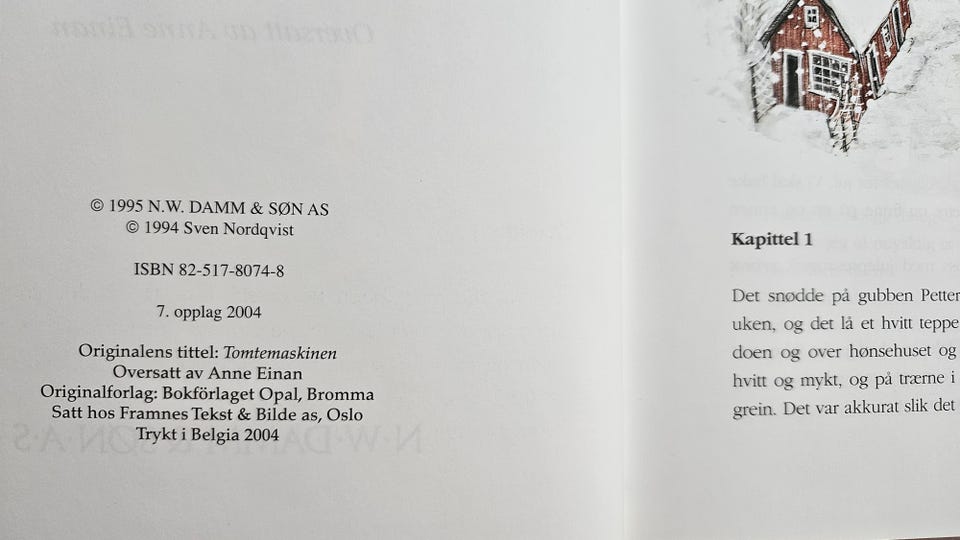 © 1995 N.W. DAMM & SØN AS
© 1994 Sven Nordqvist
ISBN 82-517-8074-8
7. opplag 2004
Originalens tittel: Tomtemaskinen
Oversatt av Anne Einan
Originalforlag: Bokförlaget Opal, Bromma
Satt hos Framnes Tekst & Bilde as, Oslo
Trykt i Belgia 2004
Kapittel 1
Det snødde på gubben Petter
uken, og det lå et hvitt teppe
doen og over hønsehuset og
hvitt og mykt, og på trærne i
grein. Det var akkurat slik det